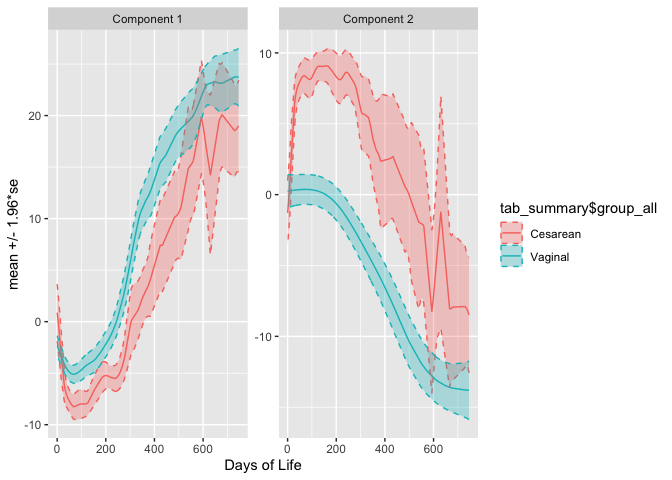 Component 1
Component 2
mean +/- 1.96*se
20
10
0
-10
10
0
-10
0
200
400
600
0
200
400
600
Days of Life
tab_summary$group_all
Cesarean
Vaginal